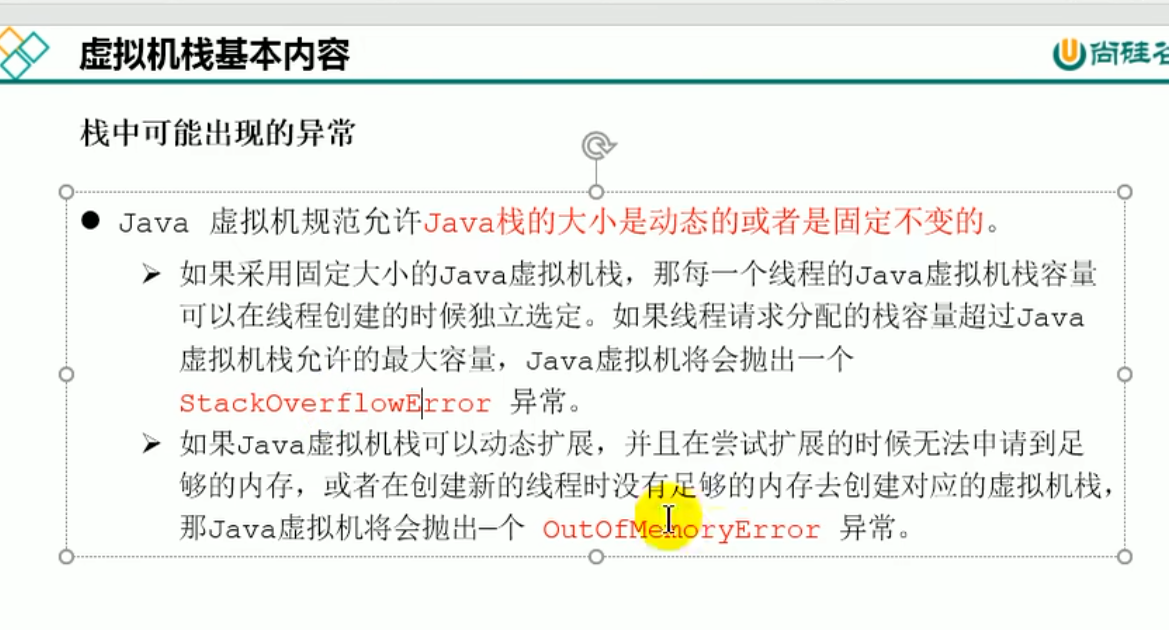 虚拟机栈基本内容
尚硅谷
栈中可能出现的异常
● Java 虚拟机规范允许Java栈的大小是动态的或者是固定不变的。
➢ 如果采用固定大小的Java虚拟机栈，那每一个线程的Java虚拟机栈容量
可以在线程创建的时候独立选定。如果线程请求分配的栈容量超过Java
虚拟机栈允许的最大容量，Java虚拟机将会抛出一个
StackOverflowError 异常。
➢ 如果Java虚拟机栈可以动态扩展，并且在尝试扩展的时候无法申请到足
够的内存，或者在创建新的线程时没有足够的内存去创建对应的虚拟机栈，
那Java虚拟机将会抛出一个 OutOfMemoryError 异常。